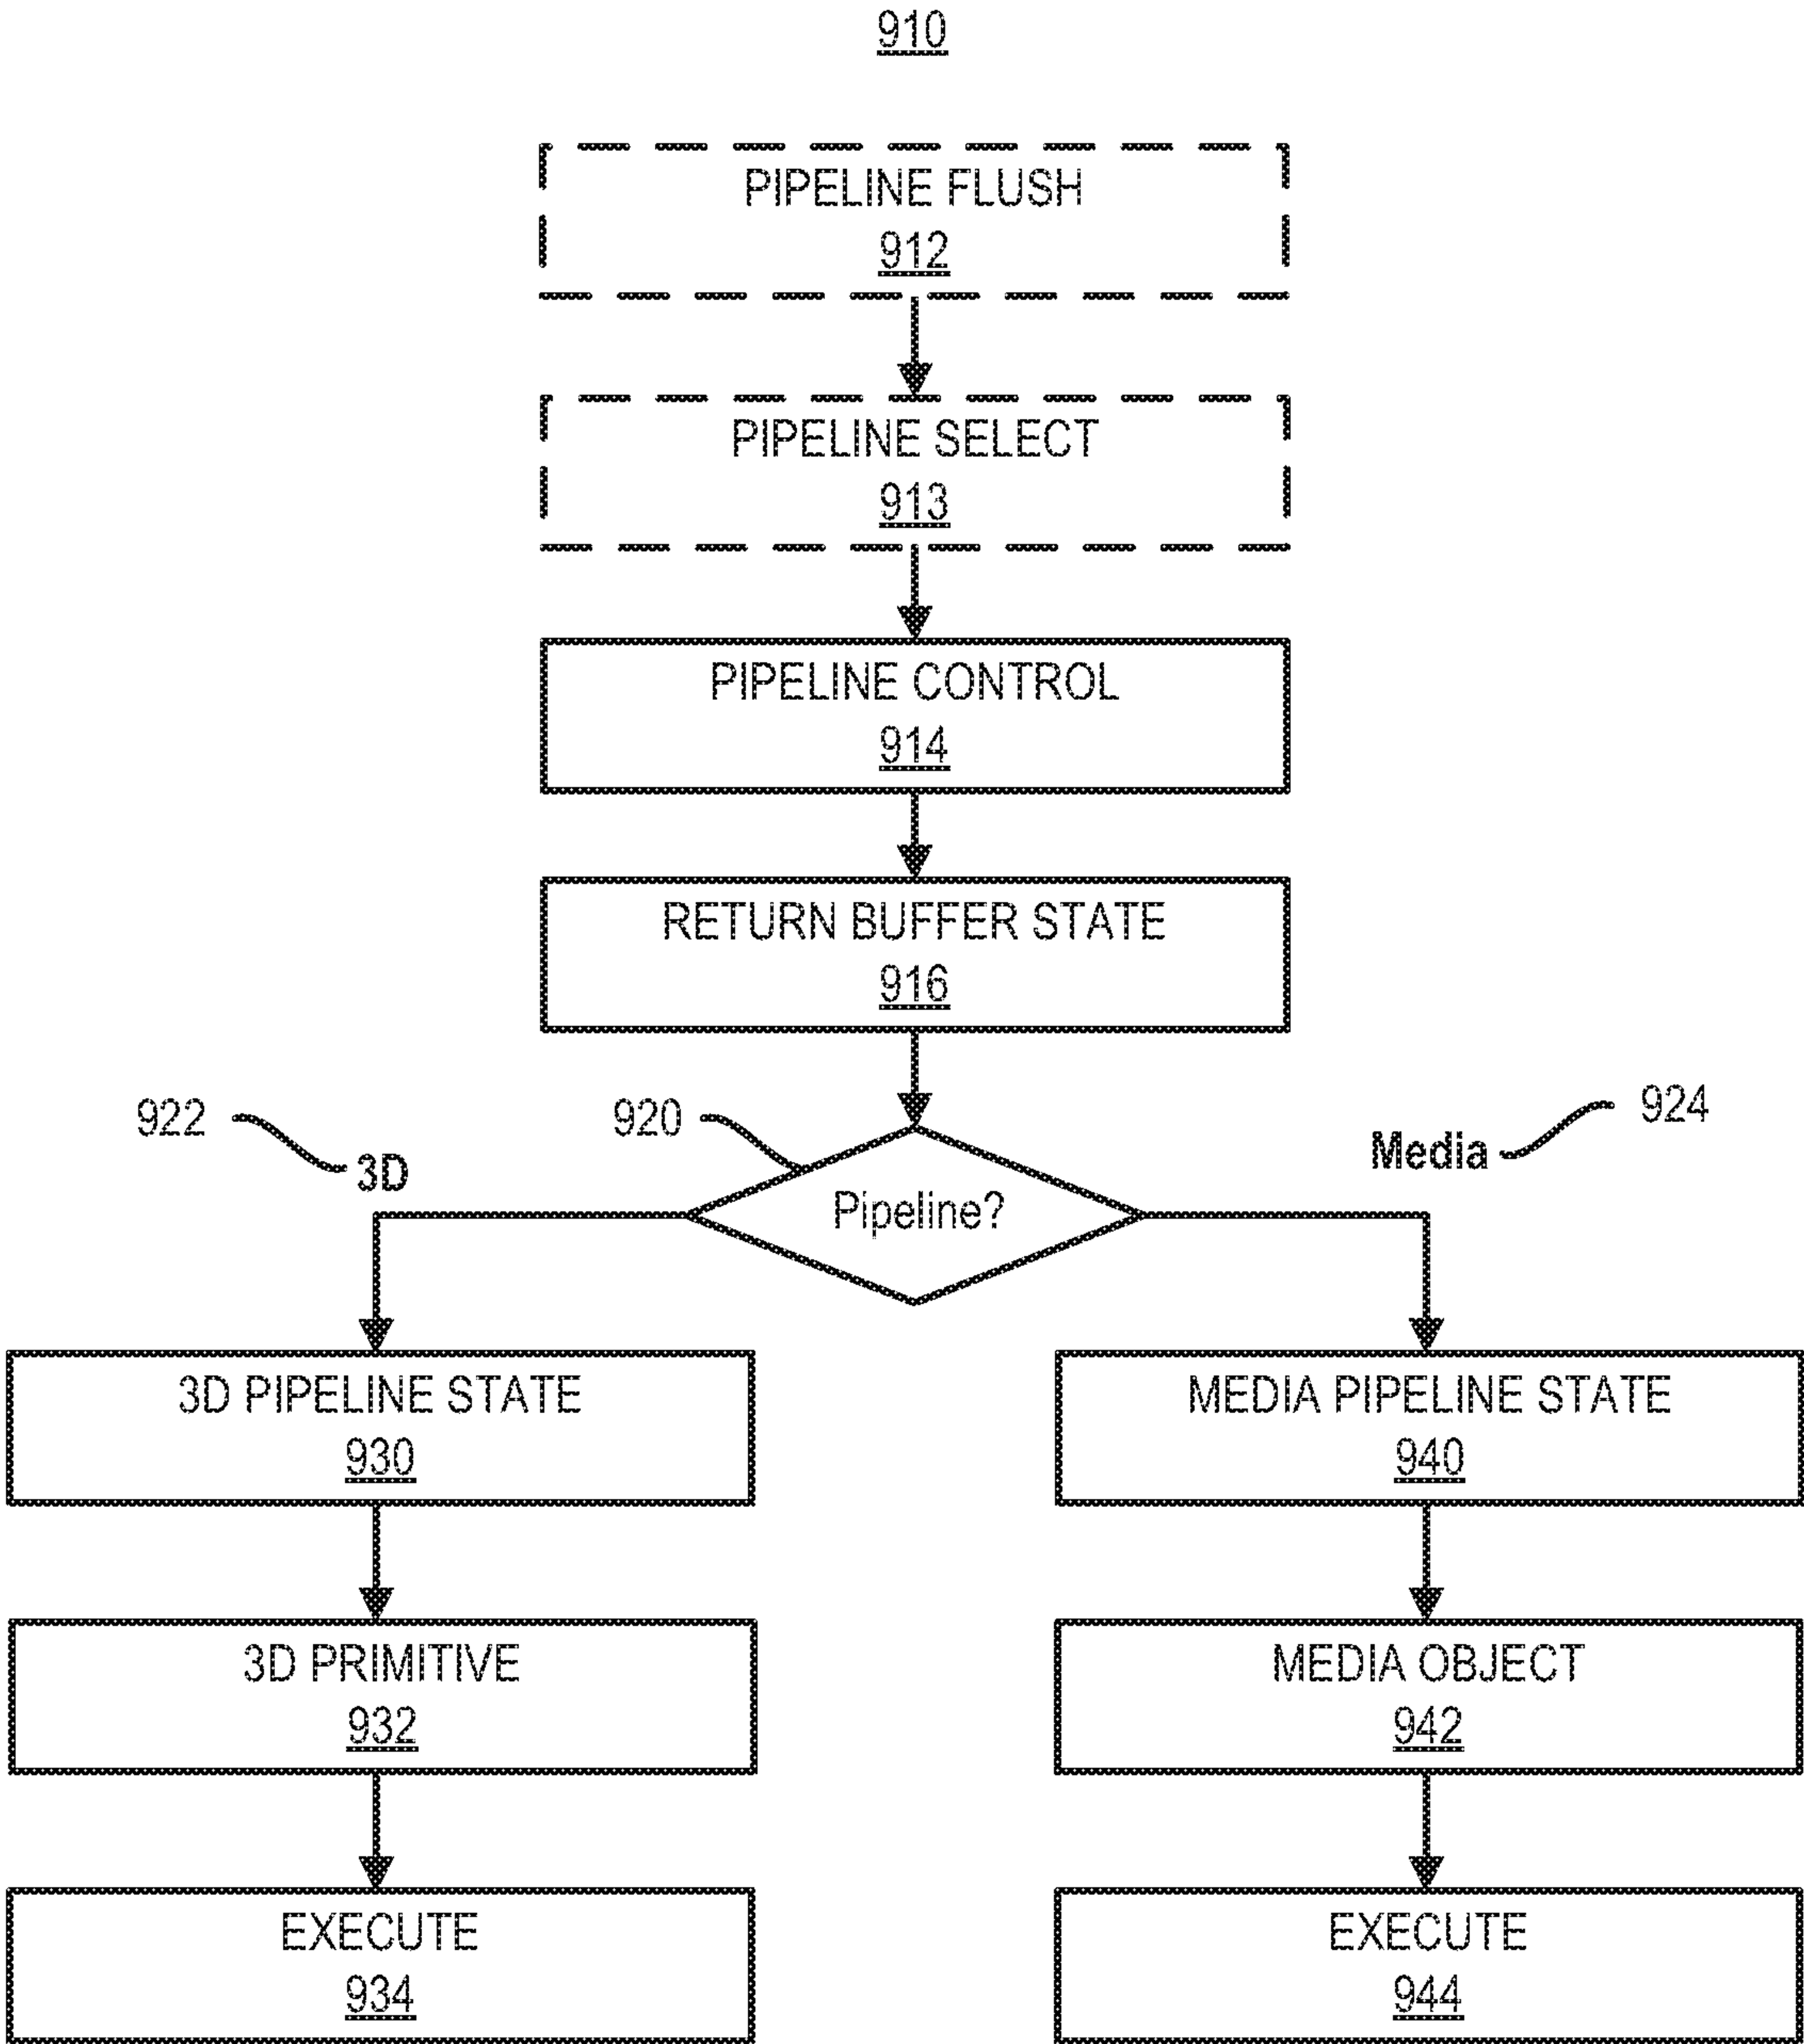 910
PIPELINE FLUSH
912
PIPELINE SELECT
913
PIPELINE CONTROL
914
RETURN BUFFER STATE
916
922
3D
920
Pipeline?
Media
924
3D PIPELINE STATE
930
MEDIA PIPELINE STATE
940
3D PRIMITIVE
932
MEDIA OBJECT
942
EXECUTE
934
EXECUTE
944